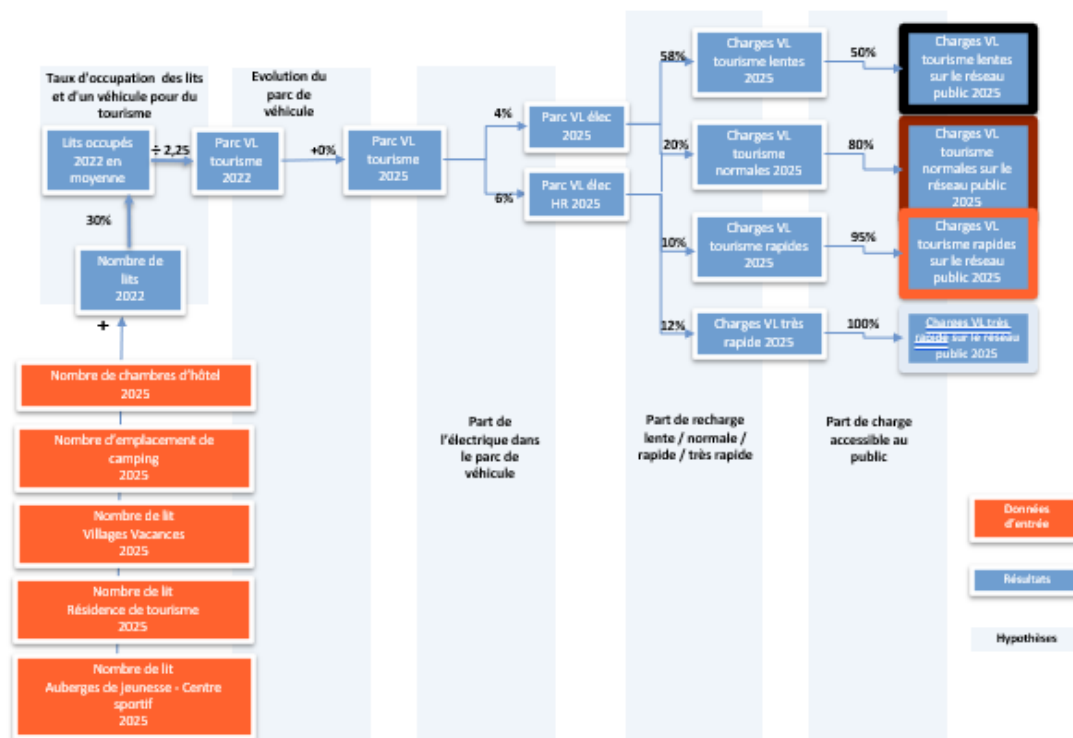 Taux d'occupation des lits
et d'un véhicule pour du
tourisme
Evolution du
parc de
véhicule
Lits occupés
2022 en
moyenne
÷ 2,25
Parc VL
tourisme
2022
+0%
Parc VL
tourisme
2025
4%
Parc VL élec
2025
6%
Parc VL élec
HR 2025
58%
Charges VL
tourisme lentes
2025
50%
Charges VL
tourisme lentes
sur le réseau
public 2025
20%
Charges VL
tourisme
normales 2025
80%
Charges VL
tourisme
normales sur le
réseau public
2025
10%
Charges VL
tourisme rapides
2025
95%
Charges VL
tourisme rapides
sur le réseau
public 2025
12%
Charges VL très
rapide 2025
100%
Charges VL très
rapide sur le réseau
public 2025
30%
Nombre de
lits
2022
+
Nombre de chambres d'hôtel
2025
Nombre d'emplacement de
camping
2025
Nombre de lit
Villages Vacances
2025
Nombre de lit
Résidence de tourisme
2025
Nombre de lit
Auberges de jeunesse - Centre
sportif
2025
Part de
l'électrique dans
le parc de
véhicule
Part de recharge
lente / normale /
rapide / très rapide
Part de charge
accessible au
public
Données
d'entrée
Résultats
Hypothèses